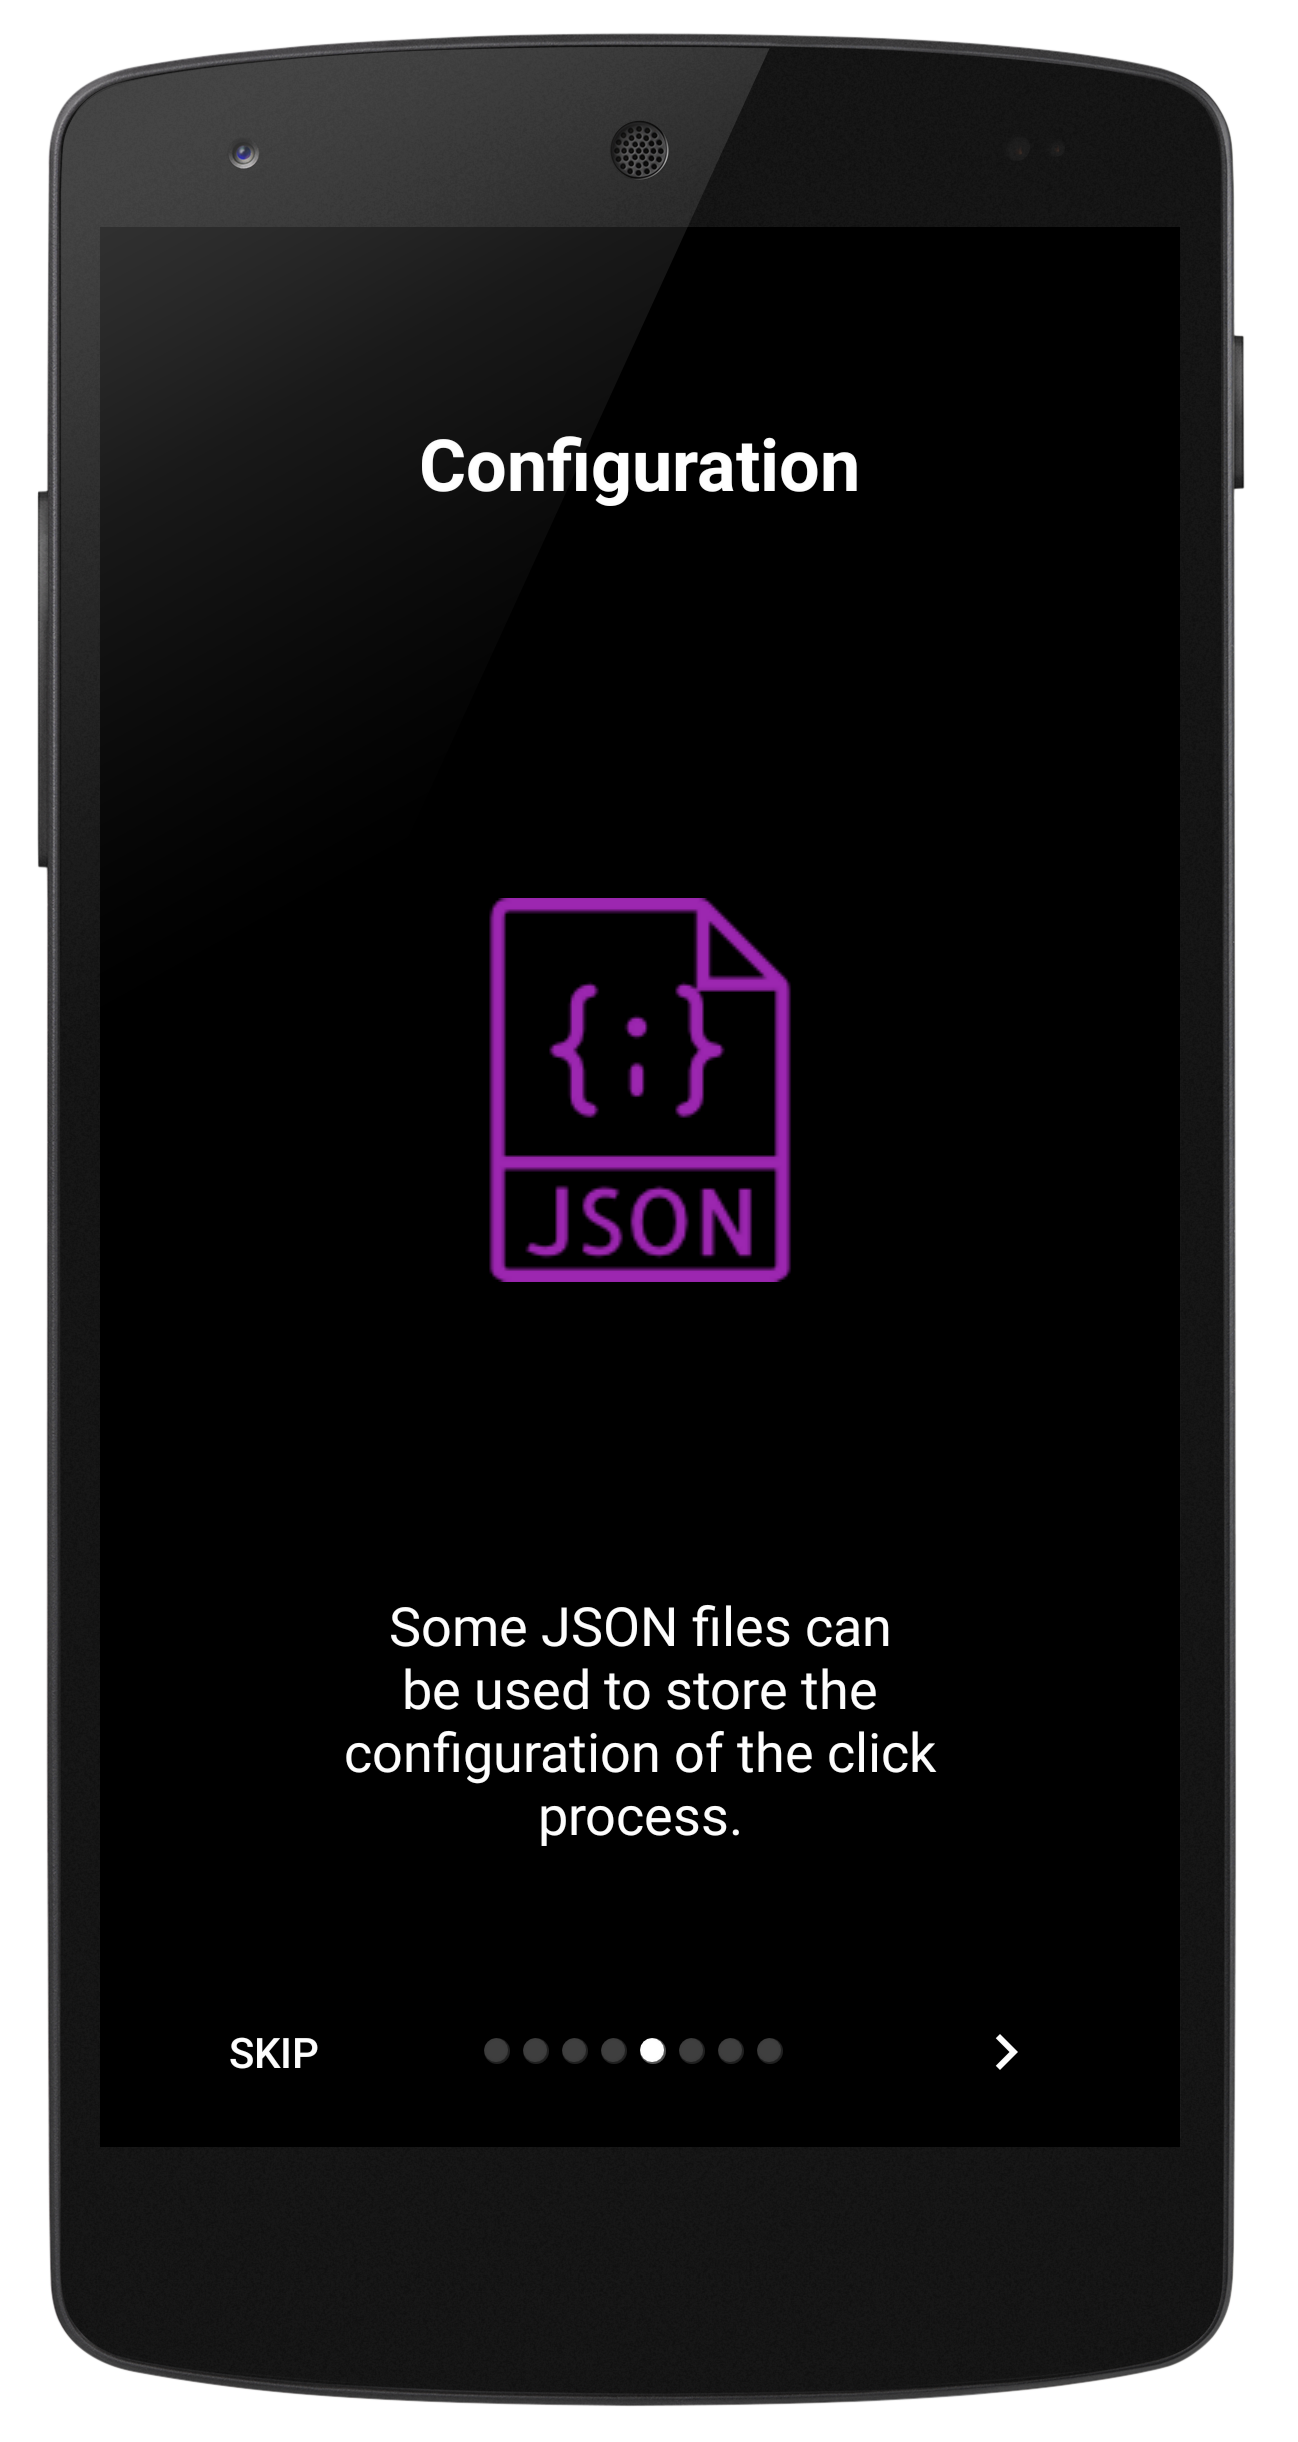 Configuration
{;}
JSON
Some JSON files can
be used to store the
configuration of the click
process.
SKIP